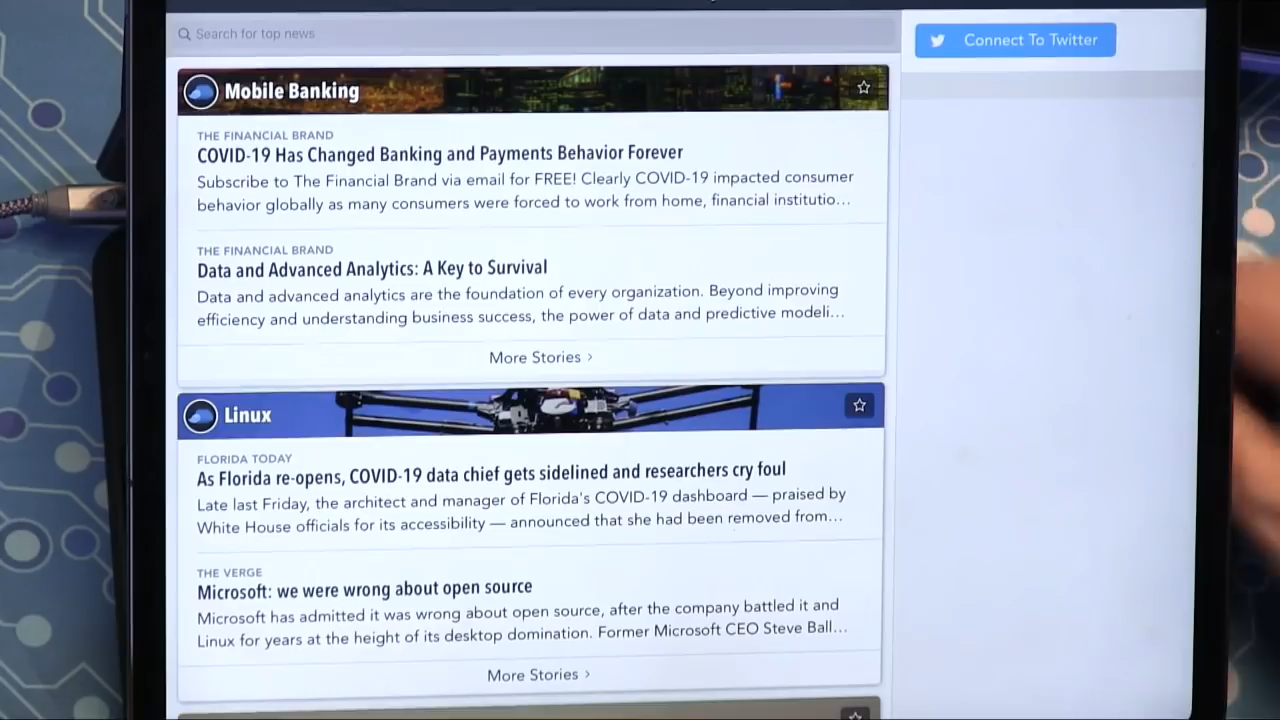 Search for top news
Connect To Twitter
Mobile Banking
THE FINANCIAL BRAND
COVID-19 Has Changed Banking and Payments Behavior Forever
Subscribe to The Financial Brand via email for FREE! Clearly COVID-19 impacted consumer
behavior globally as many consumers were forced to work from home, financial institutio...
THE FINANCIAL BRAND
Data and Advanced Analytics: A Key to Survival
Data and advanced analytics are the foundation of every organization. Beyond improving
efficiency and understanding business success, the power of data and predictive modeli...
More Stories >
Linux
FLORIDA TODAY
As Florida re-opens, COVID-19 data chief gets sidelined and researchers cry foul
Late last Friday, the architect and manager of Florida's COVID-19 dashboard — praised by
White House officials for its accessibility — announced that she had been removed from...
THE VERGE
Microsoft: we were wrong about open source
Microsoft has admitted it was wrong about open source, after the company battled it and
Linux for years at the height of its desktop domination. Former Microsoft CEO Steve Ball...
More Stories >